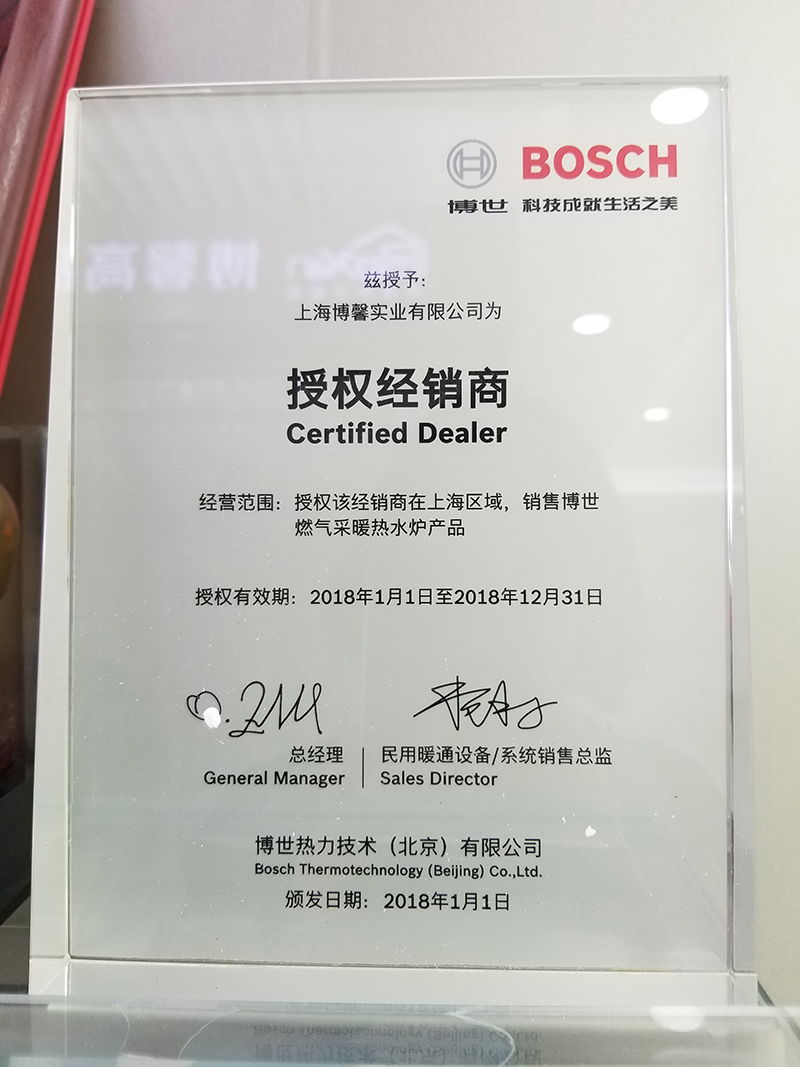 BOSCH
博世 科技成就生活之美
兹授予:
上海博馨实业有限公司为
授权经销商
Certified Dealer
经营范围: 授权该经销商在上海区域, 销售博世
燃气采暖热水炉产品
授权有效期: 2018年1月1日至2018年12月31日
总经理
General Manager
民用暖通设备/系统销售总监
Sales Director
博世热力技术（北京）有限公司
Bosch Thermotechnology (Beijing) Co.,Ltd.
颁发日期: 2018年1月1日